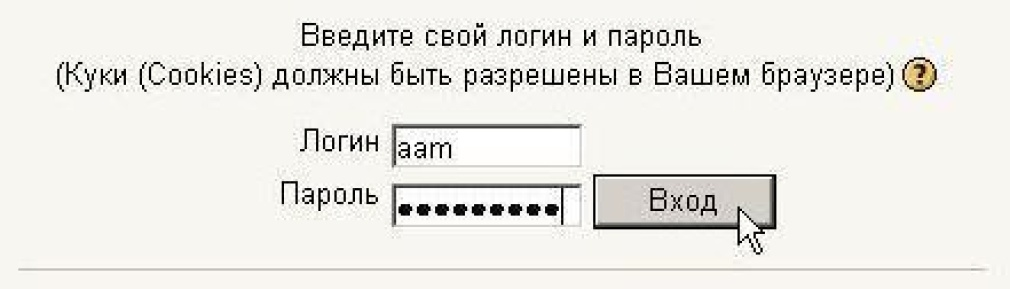 Введите свой логин и пароль
(Куки (Cookies) должны быть разрешены в Вашем браузере) ?
Логин aam
Пароль ●●●●●●●●● Вход